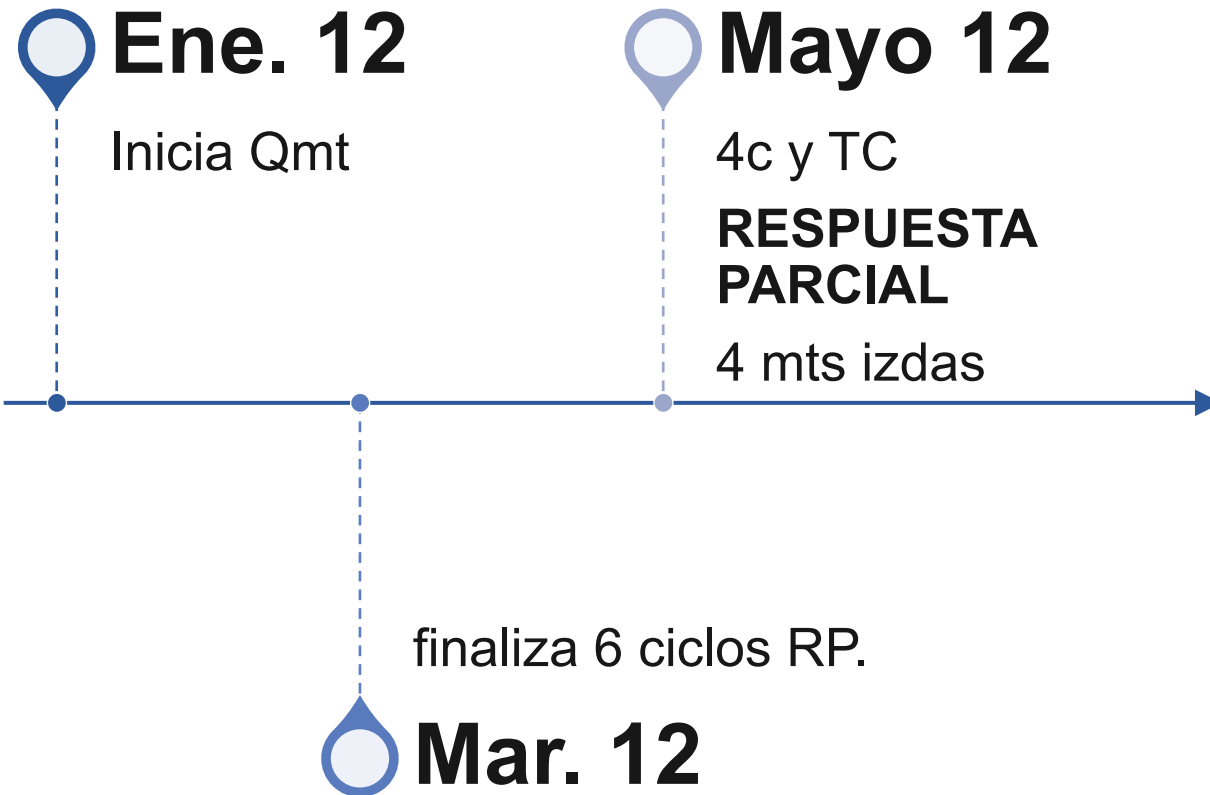 Ene. 12
Inicia Qmt
Mayo 12
4c y TC
RESPUESTA
PARCIAL
4 mts izdas
finaliza 6 ciclos RP.
Mar. 12